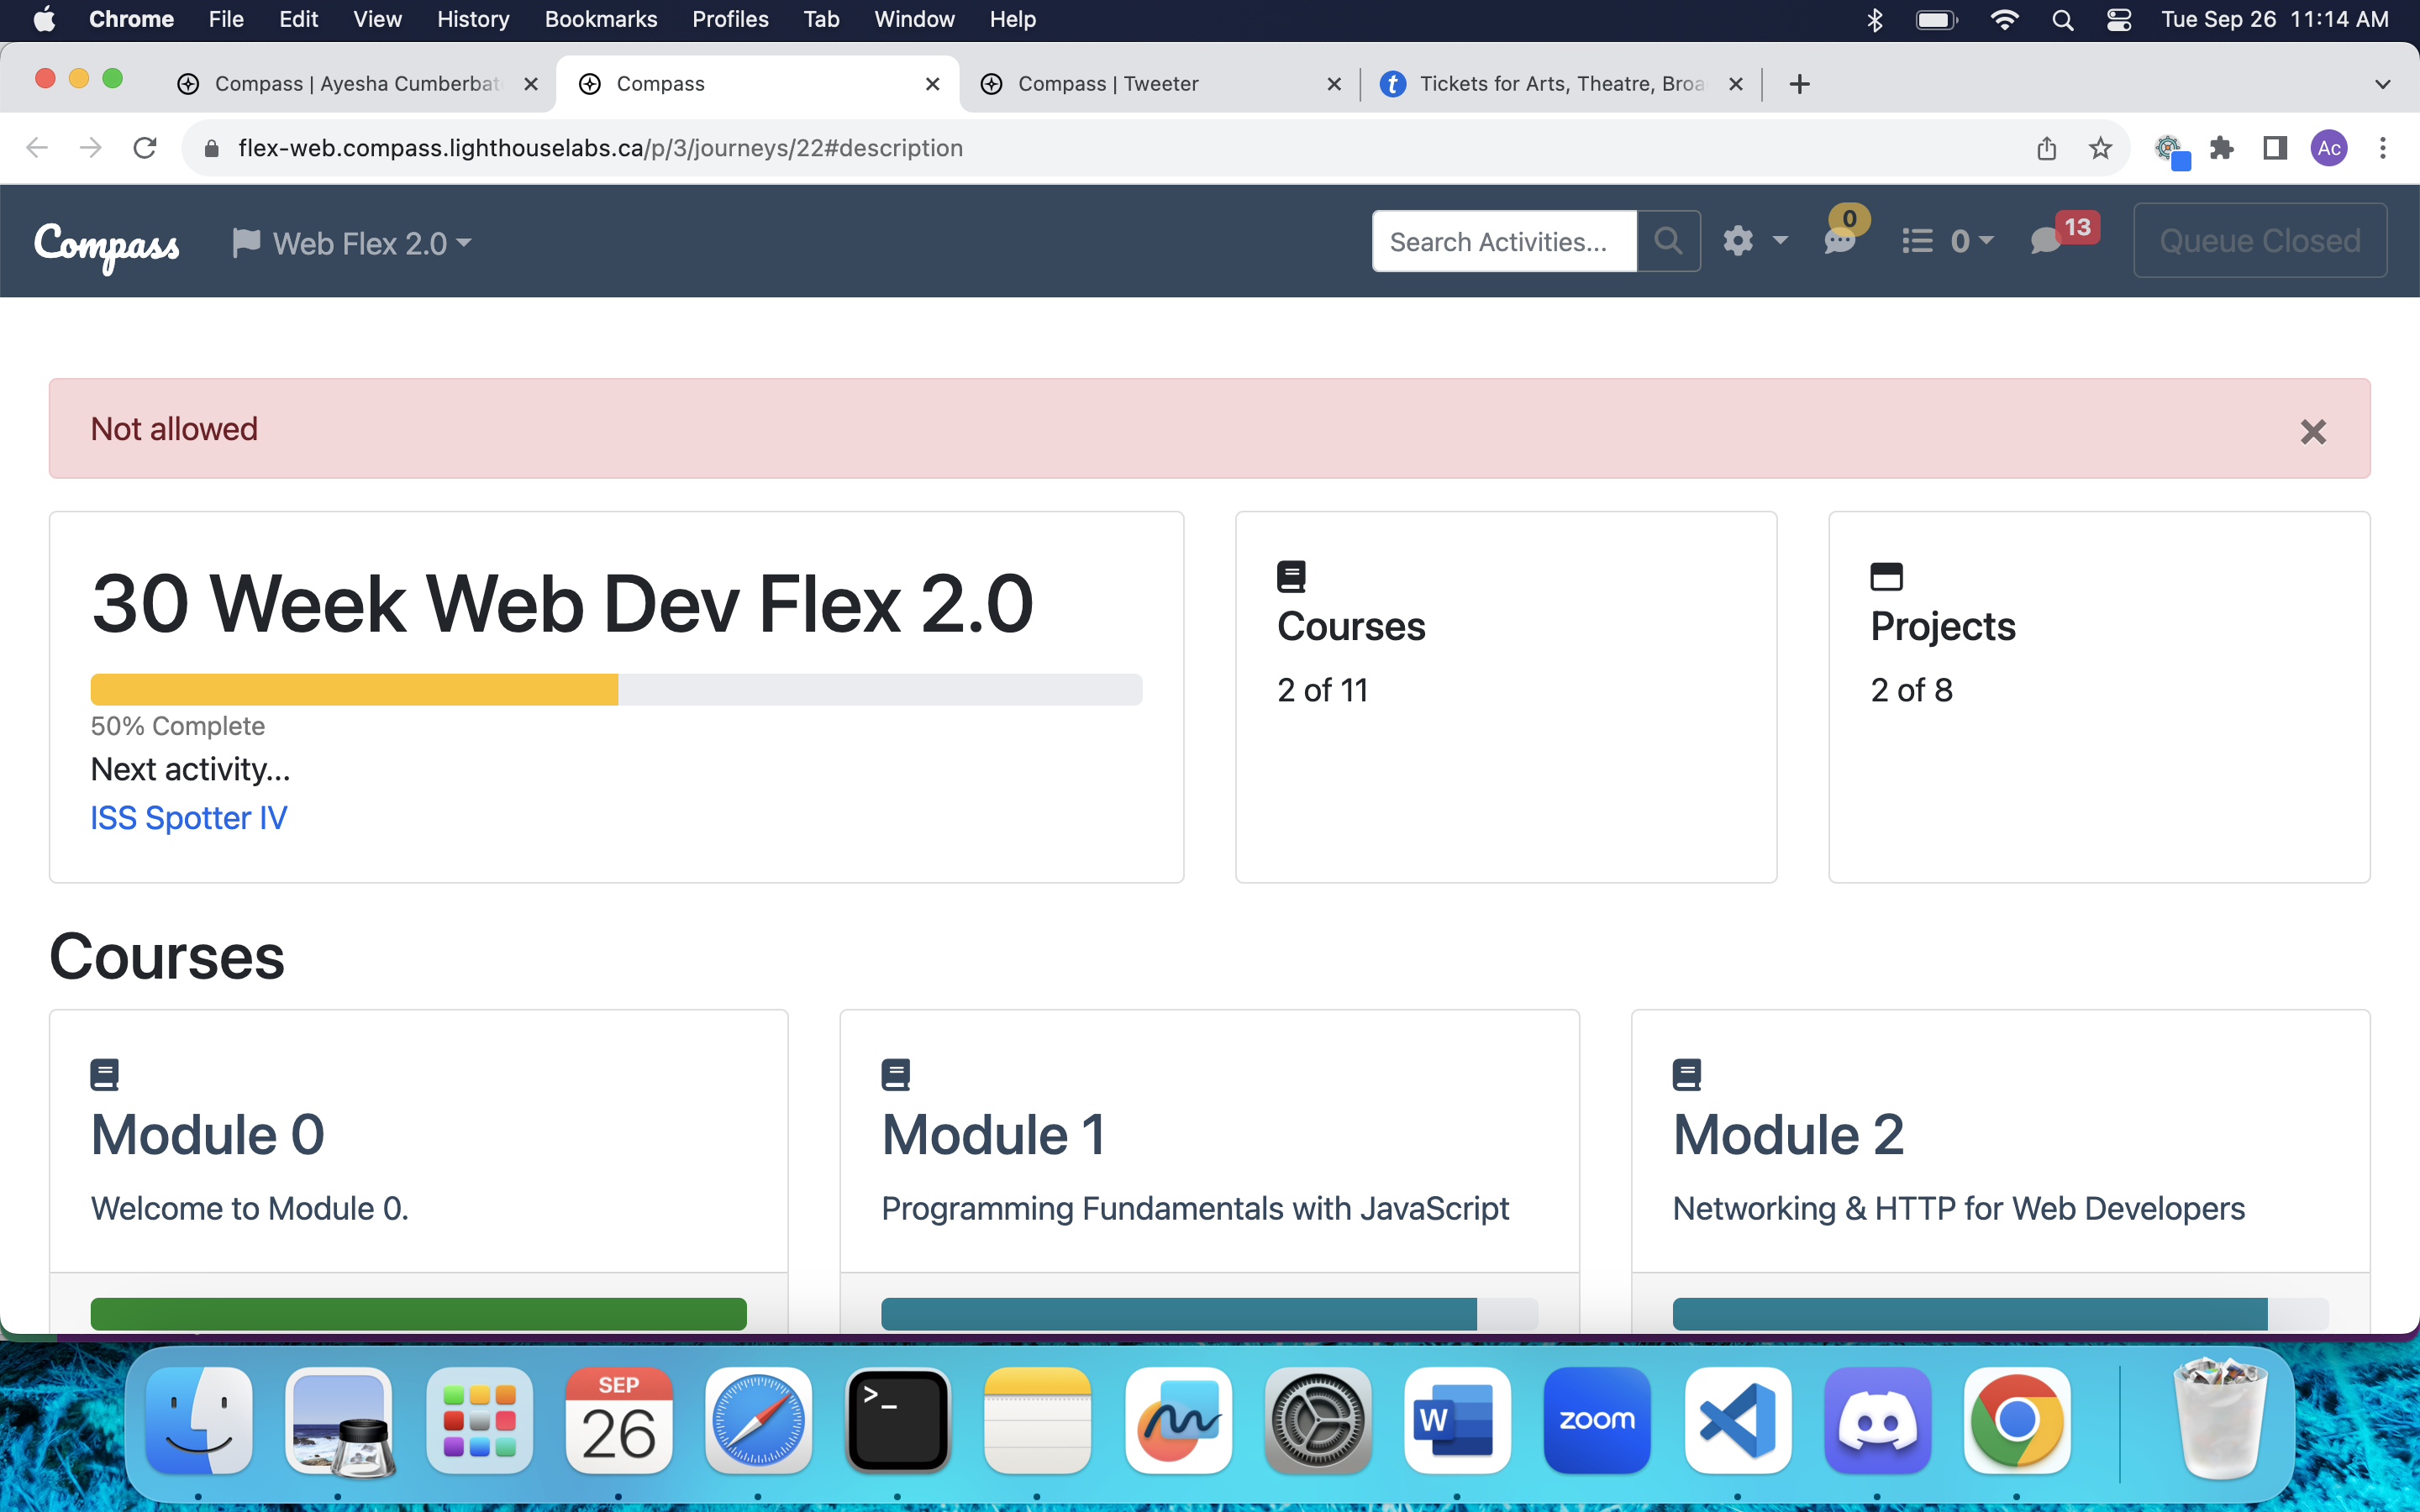 Chrome File Edit View History Bookmarks Profiles Tab Window Help Tue Sep 26 11:14 AM
Compass | Ayesha Cumberbat Compass Compass | Tweeter Tickets for Arts, Theatre, Broa
flex-web.compass.lighthouselabs.ca/p/3/journeys/22#description Ac
Compass Web Flex 2.0 Search Activities... 0 0 13 Queue Closed
Not allowed
30 Week Web Dev Flex 2.0
50% Complete
Next activity...
ISS Spotter IV
Courses
2 of 11
Projects
2 of 8
Courses
Module 0
Welcome to Module 0.
Module 1
Programming Fundamentals with JavaScript
Module 2
Networking & HTTP for Web Developers
SEP
26
>_
W
zoom